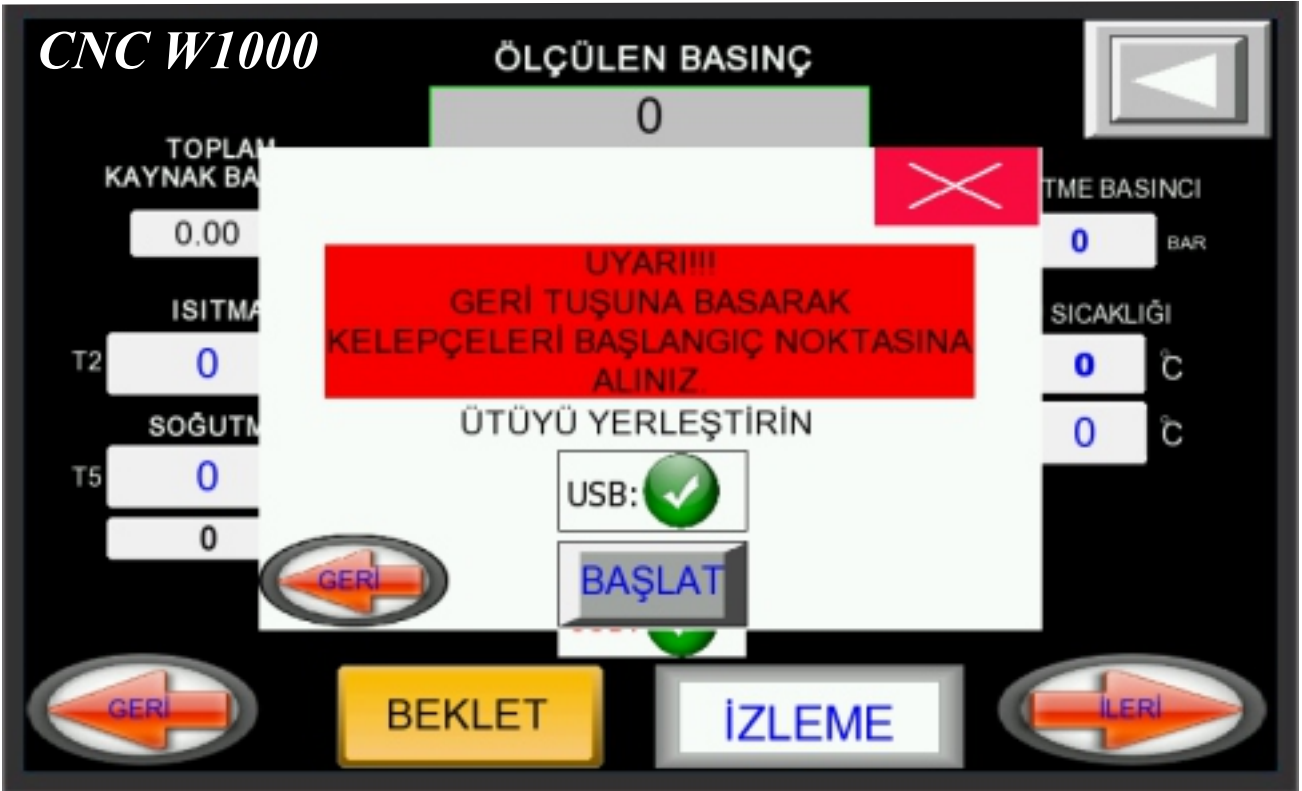 CNC W1000
ÖLÇÜLEN BASINÇ
0
TOPLAM
KAYNAK BA
0.00
TME BASINCI
0 BAR
UYARI!!!
GERİ TUŞUNA BASARAK
KELEPÇELERİ BAŞLANGIÇ NOKTASINA
ALINIZ.
ISITMA
T2 0
SICAKLIĞI
0 °C
ÜTÜYÜ YERLEŞTİRİN
SOĞUTM
T5 0
0
0 °C
USB:
GERİ
BAŞLAT
GERİ
BEKLET
İZLEME
İLERİ